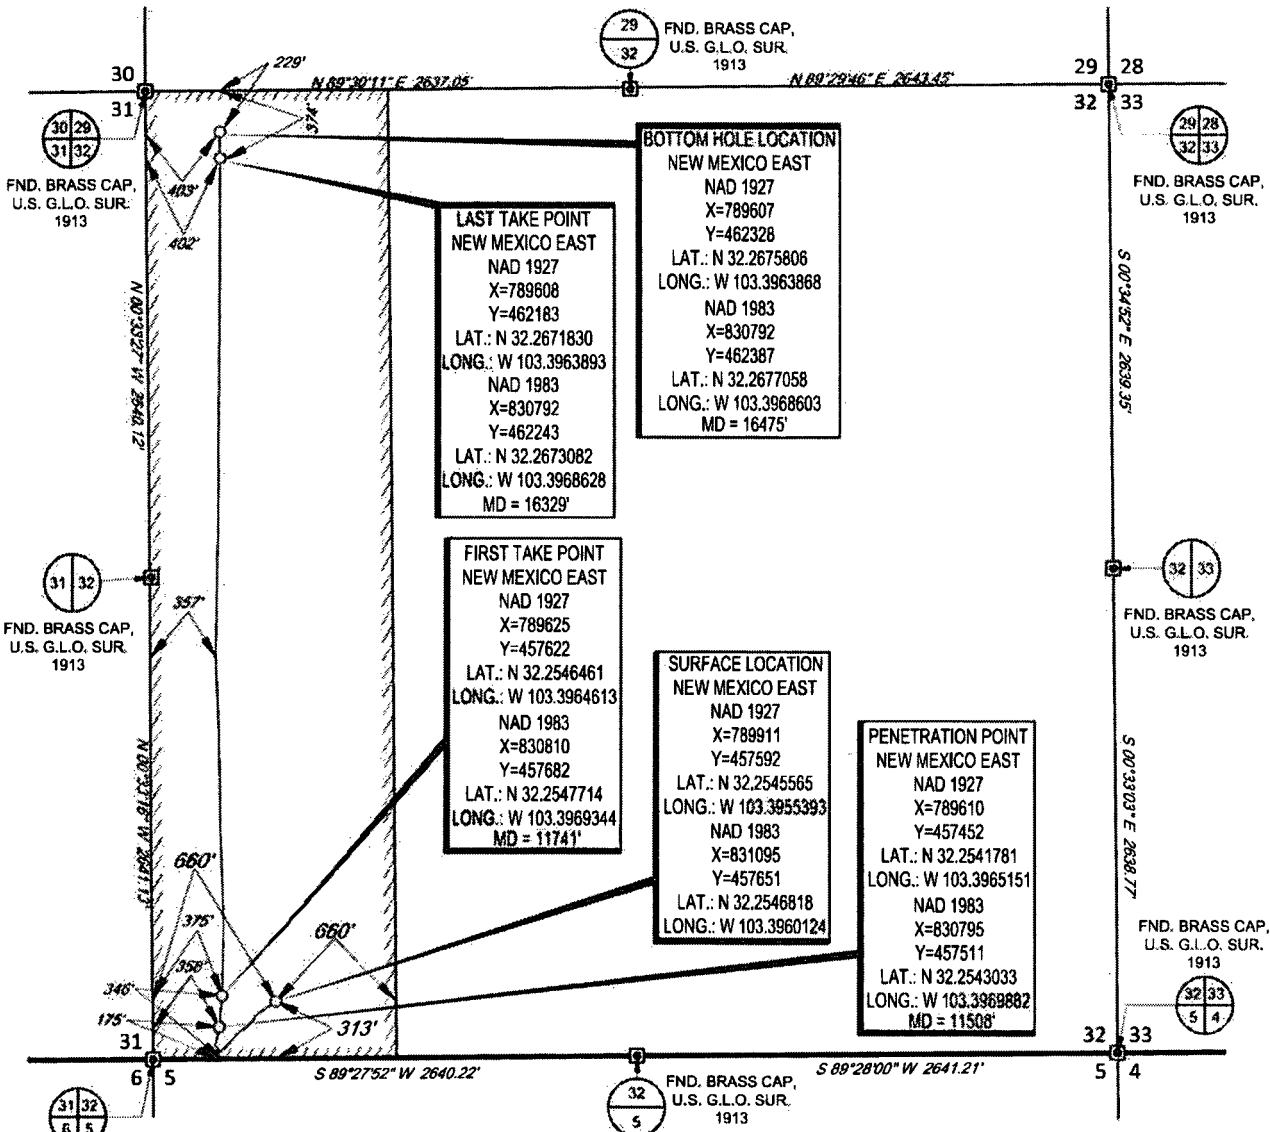 29
32
FND. BRASS CAP,
U.S. G.L.O. SUR.
1913
30
31
229'
N 89°30'11" E 2637.05'
N 89°29'46" E 2643.45'
29 28
32 33
374'
30 29
31 32
FND. BRASS CAP,
U.S. G.L.O. SUR.
1913
403'
402'
29 28
32 33
FND. BRASS CAP,
U.S. G.L.O. SUR.
1913
BOTTOM HOLE LOCATION
NEW MEXICO EAST
NAD 1927
X=789607
Y=462328
LAT.: N 32.2675806
LONG.: W 103.3963868
NAD 1983
X=830792
Y=462387
LAT.: N 32.2677058
LONG.: W 103.3968603
MD = 16475'
LAST TAKE POINT
NEW MEXICO EAST
NAD 1927
X=789608
Y=462183
LAT.: N 32.2671830
LONG.: W 103.3963893
NAD 1983
X=830792
Y=462243
LAT.: N 32.2673082
LONG.: W 103.3968628
MD = 16329'
N 00°33'27" W 2640.12'
S 00°34'52" E 2639.35'
31 32
FND. BRASS CAP,
U.S. G.L.O. SUR.
1913
357'
32 33
FND. BRASS CAP,
U.S. G.L.O. SUR.
1913
FIRST TAKE POINT
NEW MEXICO EAST
NAD 1927
X=789625
Y=457622
LAT.: N 32.2546461
LONG.: W 103.3964613
NAD 1983
X=830810
Y=457682
LAT.: N 32.2547714
LONG.: W 103.3969344
MD = 11741'
SURFACE LOCATION
NEW MEXICO EAST
NAD 1927
X=789911
Y=457592
LAT.: N 32.2545565
LONG.: W 103.3955393
NAD 1983
X=831095
Y=457651
LAT.: N 32.2546818
LONG.: W 103.3960124
PENETRATION POINT
NEW MEXICO EAST
NAD 1927
X=789610
Y=457452
LAT.: N 32.2541781
LONG.: W 103.3965151
NAD 1983
X=830795
Y=457511
LAT.: N 32.2543033
LONG.: W 103.3969882
MD = 11508'
N 00°33'16" W 2641.13'
S 00°33'03" E 2638.77'
660'
375'
660'
358'
346'
175'
313'
FND. BRASS CAP,
U.S. G.L.O. SUR.
1913
32 33
5 4
31
6 5
S 89°27'52" W 2640.22'
S 89°28'00" W 2641.21'
32 33
5 4
31 32
6 5
32
5
FND. BRASS CAP,
U.S. G.L.O. SUR.
1913